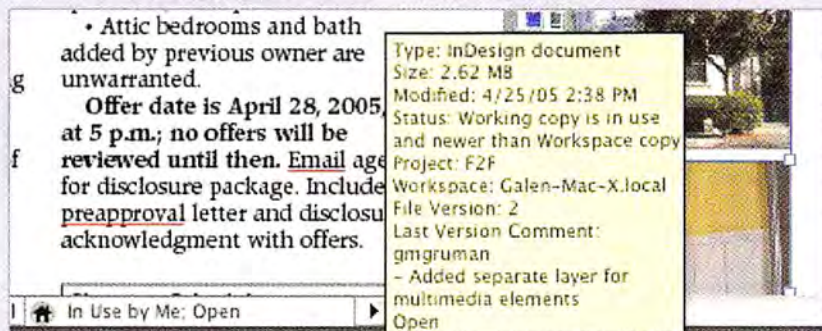 • Attic bedrooms and bath
added by previous owner are
g unwarranted.
Offer date is April 28, 2005,
at 5 p.m.; no offers will be
f reviewed until then. Email age
for disclosure package. Include
preapproval letter and disclosu
acknowledgment with offers.
In Use by Me; Open
Type: InDesign document
Size: 2.62 MB
Modified: 4/25/05 2:38 PM
Status: Working copy is in use
and newer than Workspace copy
Project: F2F
Workspace: Galen-Mac-X.local
File Version: 2
Last Version Comment:
gmgruman
- Added separate layer for
multimedia elements
Open